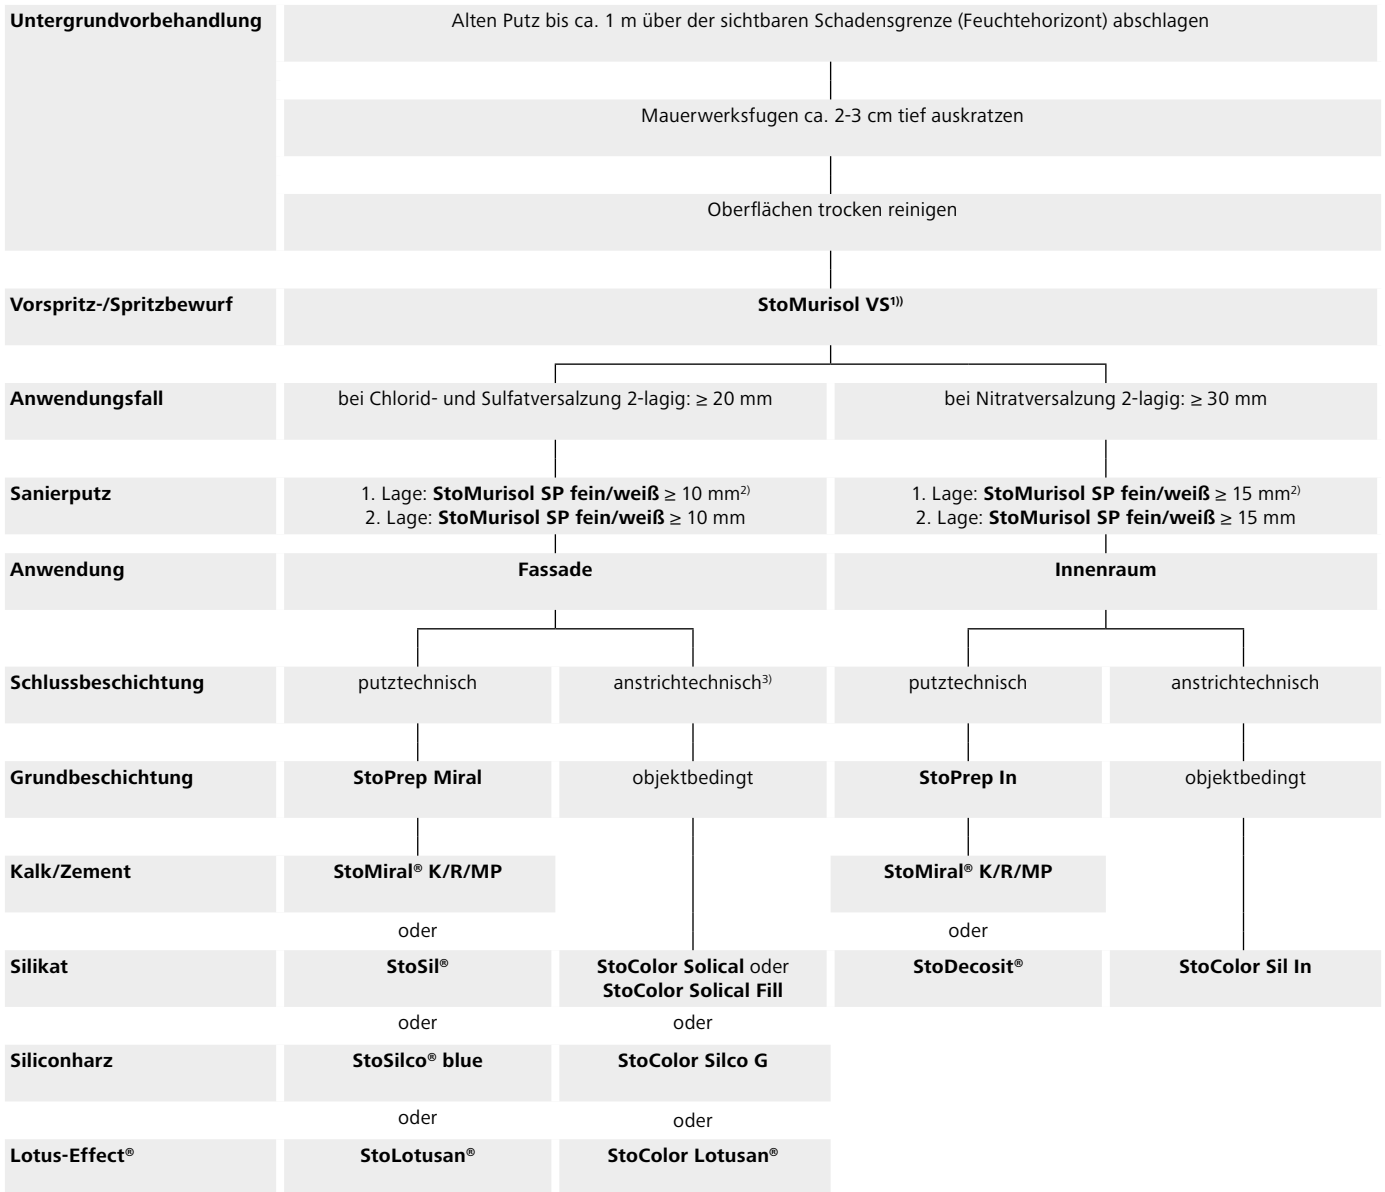 Untergrundvorbehandlung
Alten Putz bis ca. 1 m über der sichtbaren Schadensgrenze (Feuchtehorizont) abschlagen
Mauerwerksfugen ca. 2-3 cm tief auskratzen
Oberflächen trocken reinigen
Vorspritz-/Spritzbewurf
StoMurisol VS¹⁾⁾
Anwendungsfall
bei Chlorid- und Sulfatversalzung 2-lagig: ≥ 20 mm
bei Nitratversalzung 2-lagig: ≥ 30 mm
Sanierputz
1. Lage: StoMurisol SP fein/weiß ≥ 10 mm²⁾
2. Lage: StoMurisol SP fein/weiß ≥ 10 mm
1. Lage: StoMurisol SP fein/weiß ≥ 15 mm²⁾
2. Lage: StoMurisol SP fein/weiß ≥ 15 mm
Anwendung
Fassade
Innenraum
Schlussbeschichtung
putztechnisch
anstrichtechnisch³⁾
putztechnisch
anstrichtechnisch
Grundbeschichtung
StoPrep Miral
objektbedingt
StoPrep In
objektbedingt
Kalk/Zement
StoMiral® K/R/MP
StoMiral® K/R/MP
oder
oder
Silikat
StoSil®
StoColor Solical oder
StoColor Solical Fill
StoDecosit®
StoColor Sil In
oder
oder
Siliconharz
StoSilco® blue
StoColor Silco G
oder
oder
Lotus-Effect®
StoLotusan®
StoColor Lotusan®